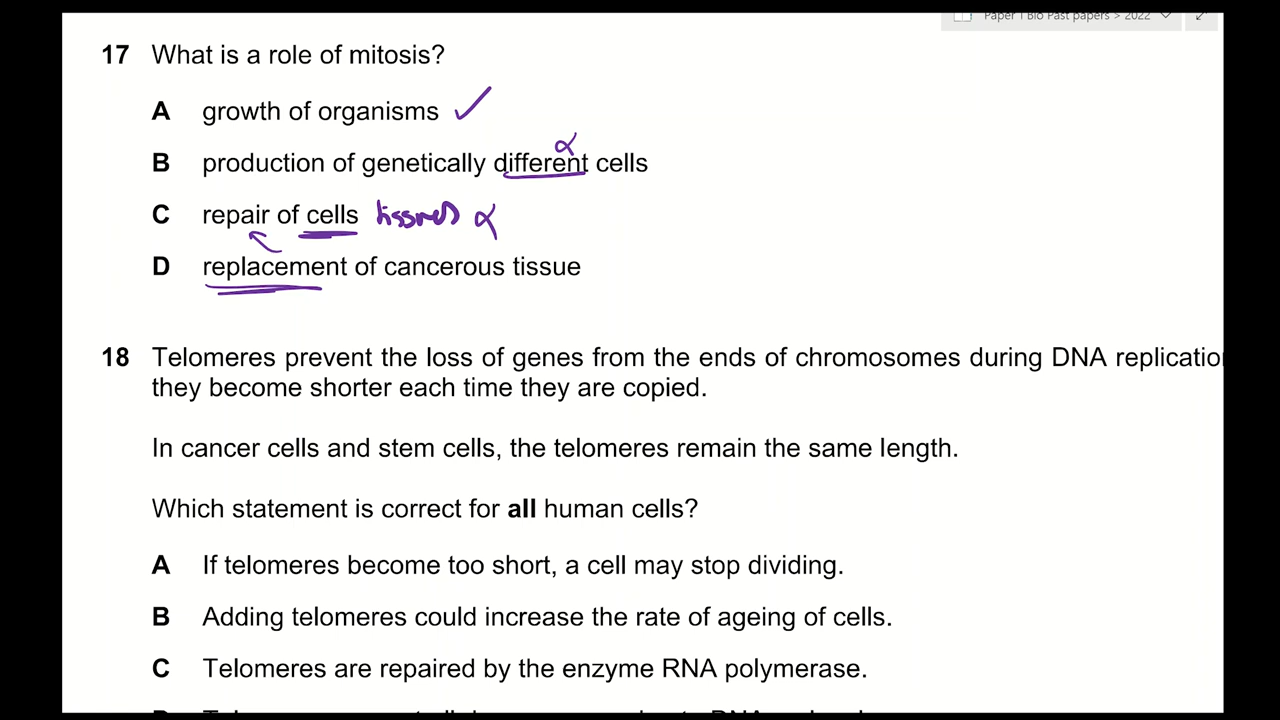 Paper 1 Bio Past papers > 2022
17 What is a role of mitosis?
A growth of organisms
B production of genetically different cells
C repair of cells tissues
D replacement of cancerous tissue
18 Telomeres prevent the loss of genes from the ends of chromosomes during DNA replication
they become shorter each time they are copied.
In cancer cells and stem cells, the telomeres remain the same length.
Which statement is correct for all human cells?
A If telomeres become too short, a cell may stop dividing.
B Adding telomeres could increase the rate of ageing of cells.
C Telomeres are repaired by the enzyme RNA polymerase.